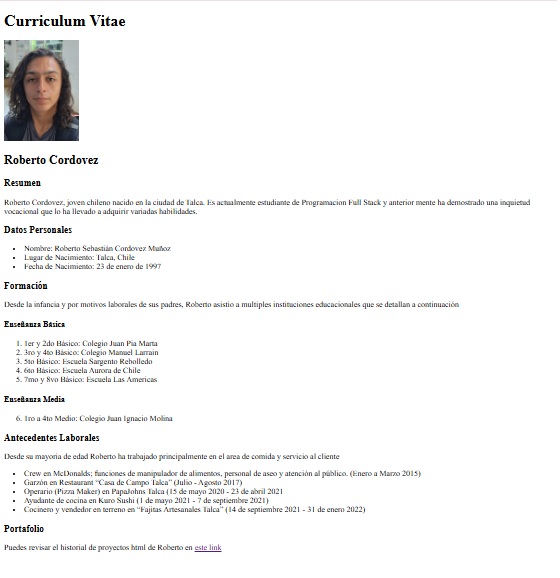 Curriculum Vitae
Roberto Cordovez
Resumen
Roberto Cordovez, joven chileno nacido en la ciudad de Talca. Es actualmente estudiante de Programacion Full Stack y anterior mente ha demostrado una inquietud
vocacional que lo ha llevado a adquirir variadas habilidades.
Datos Personales
• Nombre: Roberto Sebastián Cordovez Muñoz
• Lugar de Nacimiento: Talca, Chile
• Fecha de Nacimiento: 23 de enero de 1997
Formación
Desde la infancia y por motivos laborales de sus padres, Roberto asistio a multiples instituciones educacionales que se detallan a continuación
Enseñanza Básica
1. 1er y 2do Básico: Colegio Juan Pia Marta
2. 3ro y 4to Básico: Colegio Manuel Larrain
3. 5to Básico: Escuela Sargento Rebolledo
4. 6to Básico: Escuela Aurora de Chile
5. 7mo y 8vo Básico: Escuela Las Americas
Enseñanza Media
6. 1ro a 4to Medio: Colegio Juan Ignacio Molina
Antecedentes Laborales
Desde su mayoria de edad Roberto ha trabajado principalmente en el area de comida y servicio al cliente
• Crew en McDonalds; funciones de manipulador de alimentos, personal de aseo y atención al público. (Enero a Marzo 2015)
• Garzón en Restaurant “Casa de Campo Talca” (Julio - Agosto 2017)
• Operario (Pizza Maker) en PapaJohns Talca (15 de mayo 2020 - 23 de abril 2021
• Ayudante de cocina en Kuro Sushi (1 de mayo 2021 - 7 de septiembre 2021)
• Cocinero y vendedor en terreno en “Fajitas Artesanales Talca” (14 de septiembre 2021 - 31 de enero 2022)
Portafolio
Puedes revisar el historial de proyectos html de Roberto en este link